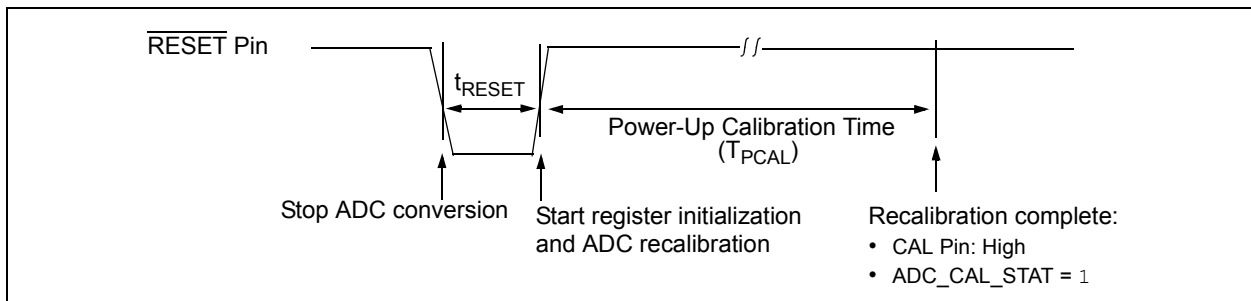 RESET Pin
tRESET
Power-Up Calibration Time
(TPCAL)
Stop ADC conversion
Start register initialization
and ADC recalibration
Recalibration complete:
• CAL Pin: High
• ADC_CAL_STAT = 1